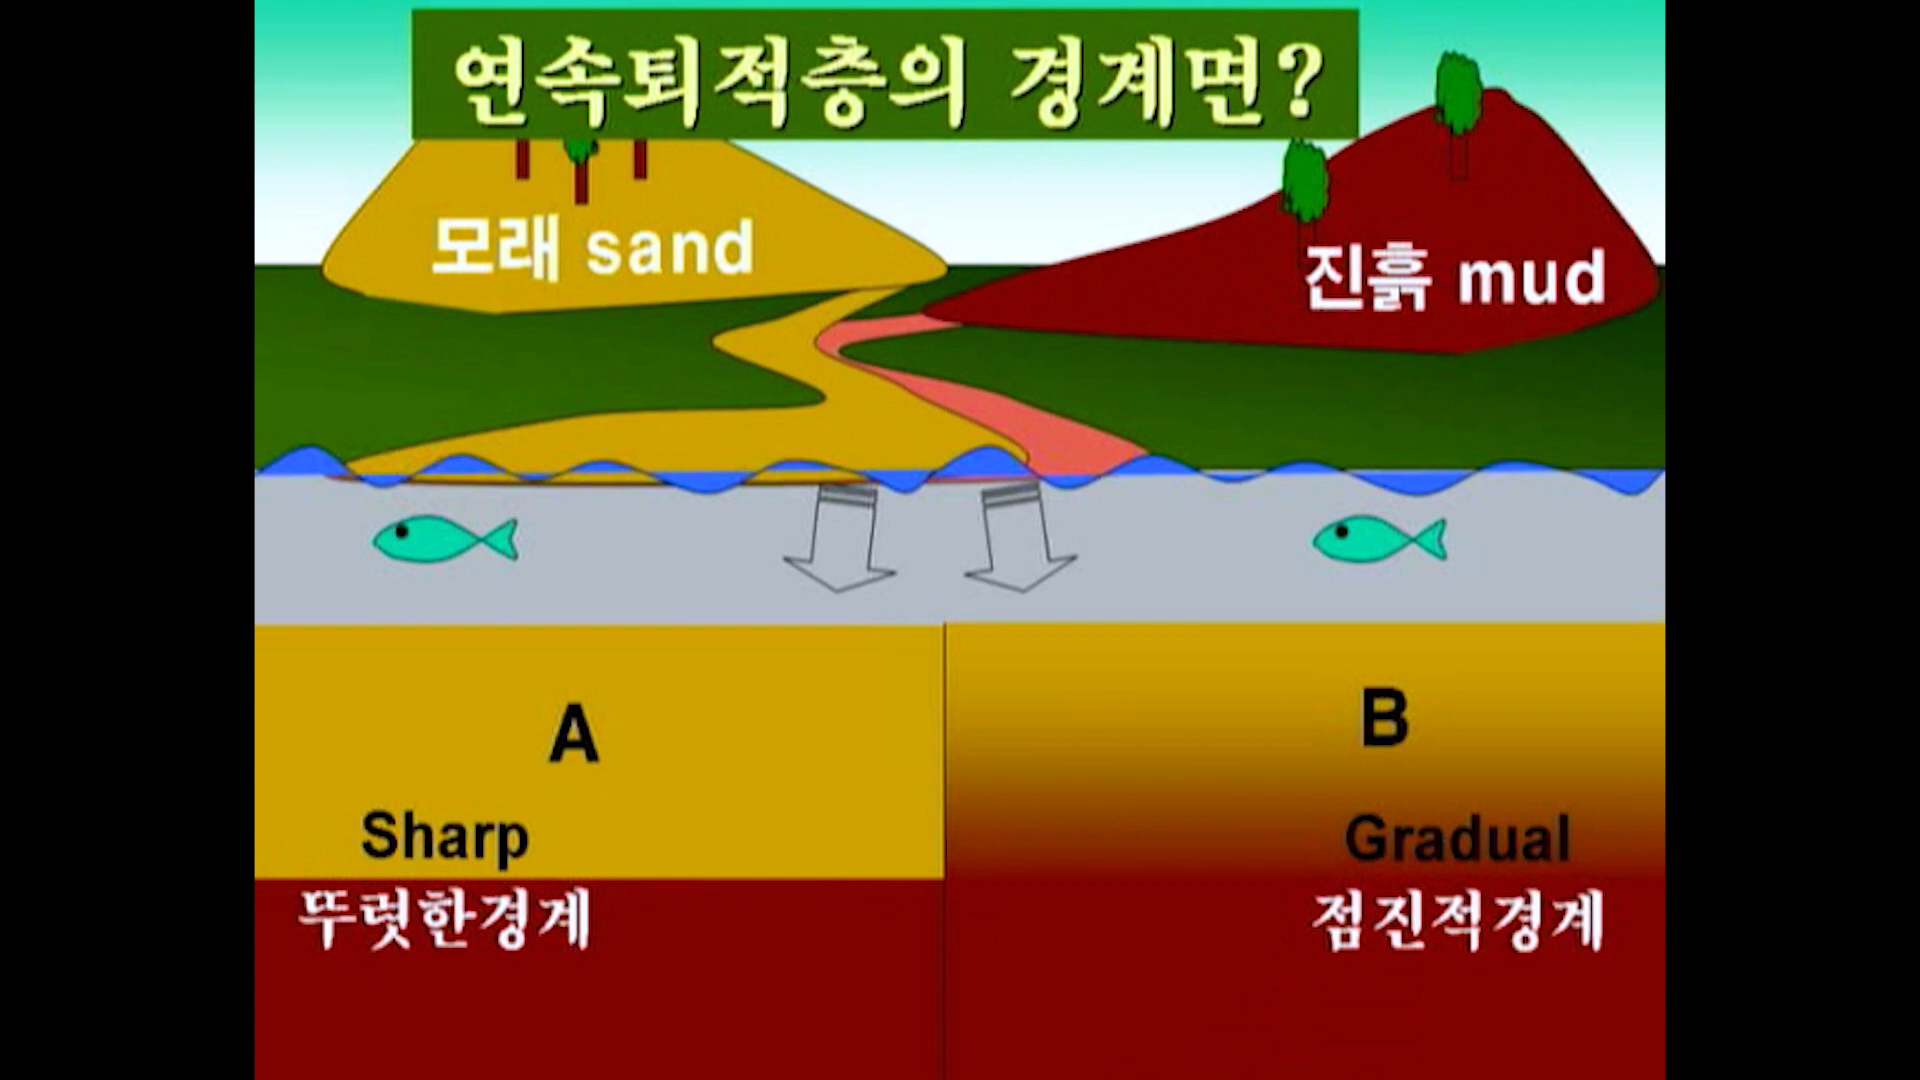 연속퇴적층의 경계면?
모래 sand
진흙 mud
A
Sharp
뚜렷한경계
B
Gradual
점진적경계